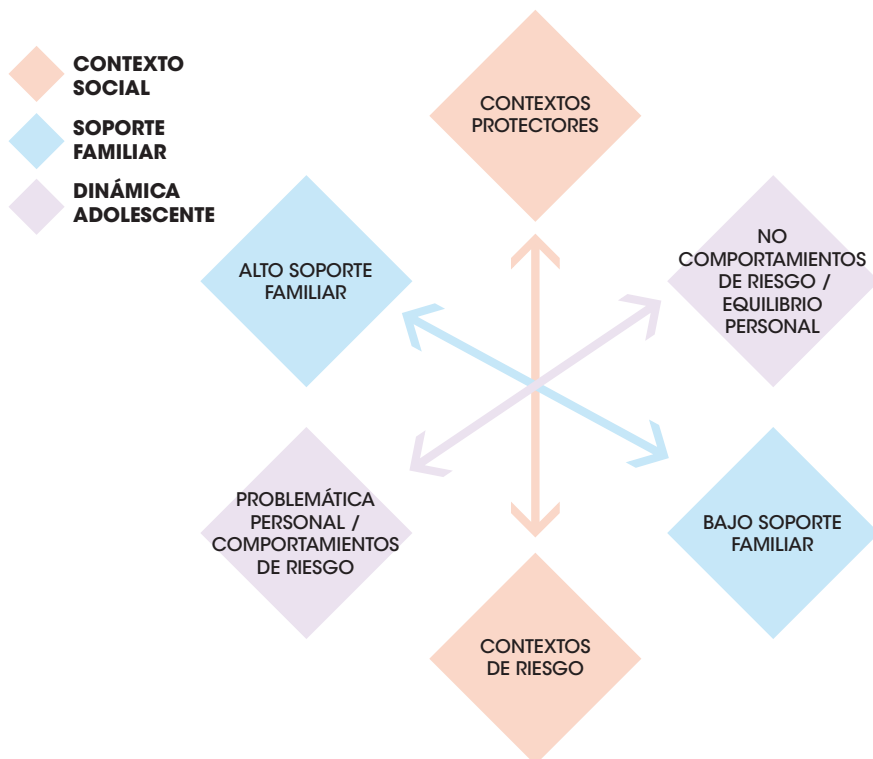 CONTEXTO
SOCIAL
SOPORTE
FAMILIAR
DINÁMICA
ADOLESCENTE
CONTEXTOS
PROTECTORES
ALTO SOPORTE
FAMILIAR
NO
COMPORTAMIENTOS
DE RIESGO /
EQUILIBRIO
PERSONAL
PROBLEMÁTICA
PERSONAL /
COMPORTAMIENTOS
DE RIESGO
BAJO SOPORTE
FAMILIAR
CONTEXTOS
DE RIESGO